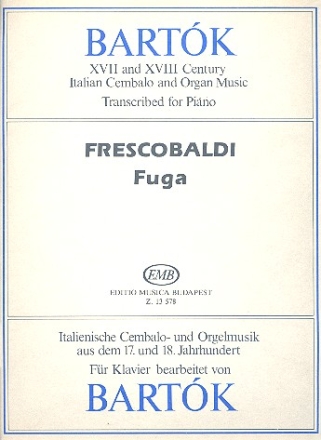 BARTÓK
XVII and XVIII Century
Italian Cembalo and Organ Music
Transcribed for Piano
FRESCOBALDI
Fuga
EMB
EDITIO MUSICA BUDAPEST
Z. 13 578
Italienische Cembalo- und Orgelmusik
aus dem 17. und 18. Jahrhundert
Für Klavier bearbeitet von
BARTÓK